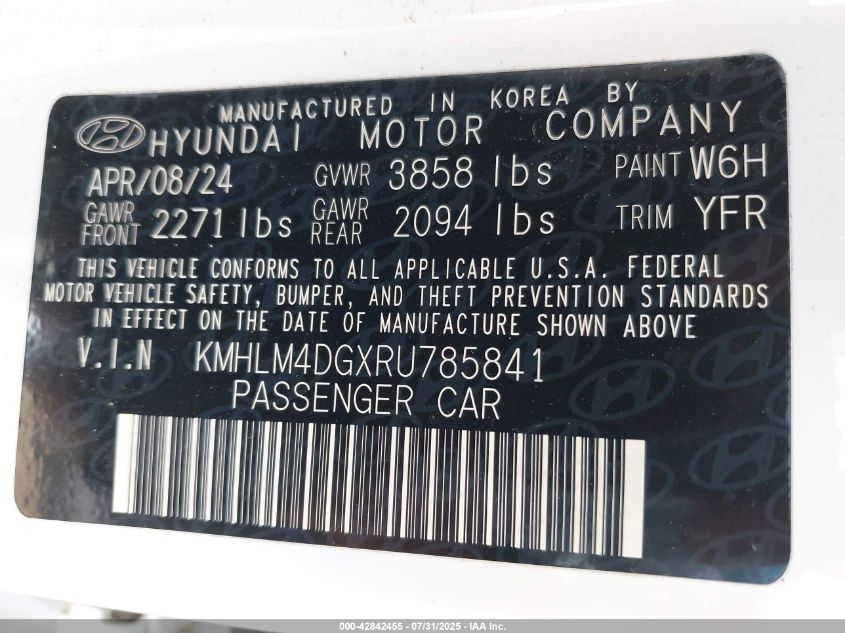 MANUFACTURED IN KOREA BY
HYUNDAI MOTOR COMPANY
APR/08/24 GVWR 3858 lbs PAINT W6H
GAWR FRONT 2271 lbs GAWR REAR 2094 lbs TRIM YFR
THIS VEHICLE CONFORMS TO ALL APPLICABLE U.S.A. FEDERAL
MOTOR VEHICLE SAFETY, BUMPER, AND THEFT PREVENTION STANDARDS
IN EFFECT ON THE DATE OF MANUFACTURE SHOWN ABOVE
V.I.N KMHLM4DGXRU785841
PASSENGER CAR
000-42842455 - 07/31/2025 - IAA Inc.